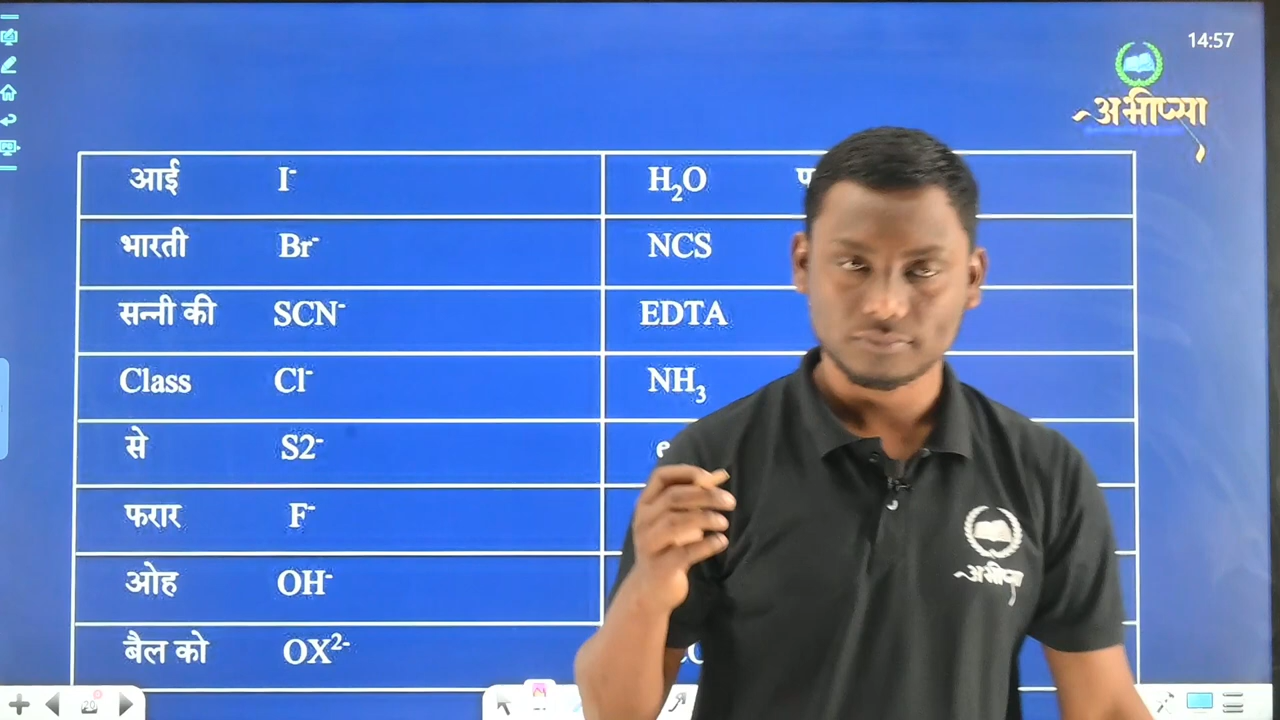 14:57
अभीप्सा
आई I⁻ H₂O
भारती Br⁻ NCS
सन्नी की SCN⁻ EDTA
Class Cl⁻ NH₃
से S2⁻
फरार F⁻
ओह OH⁻
बैल को OX²⁻
20
अभीप्सा